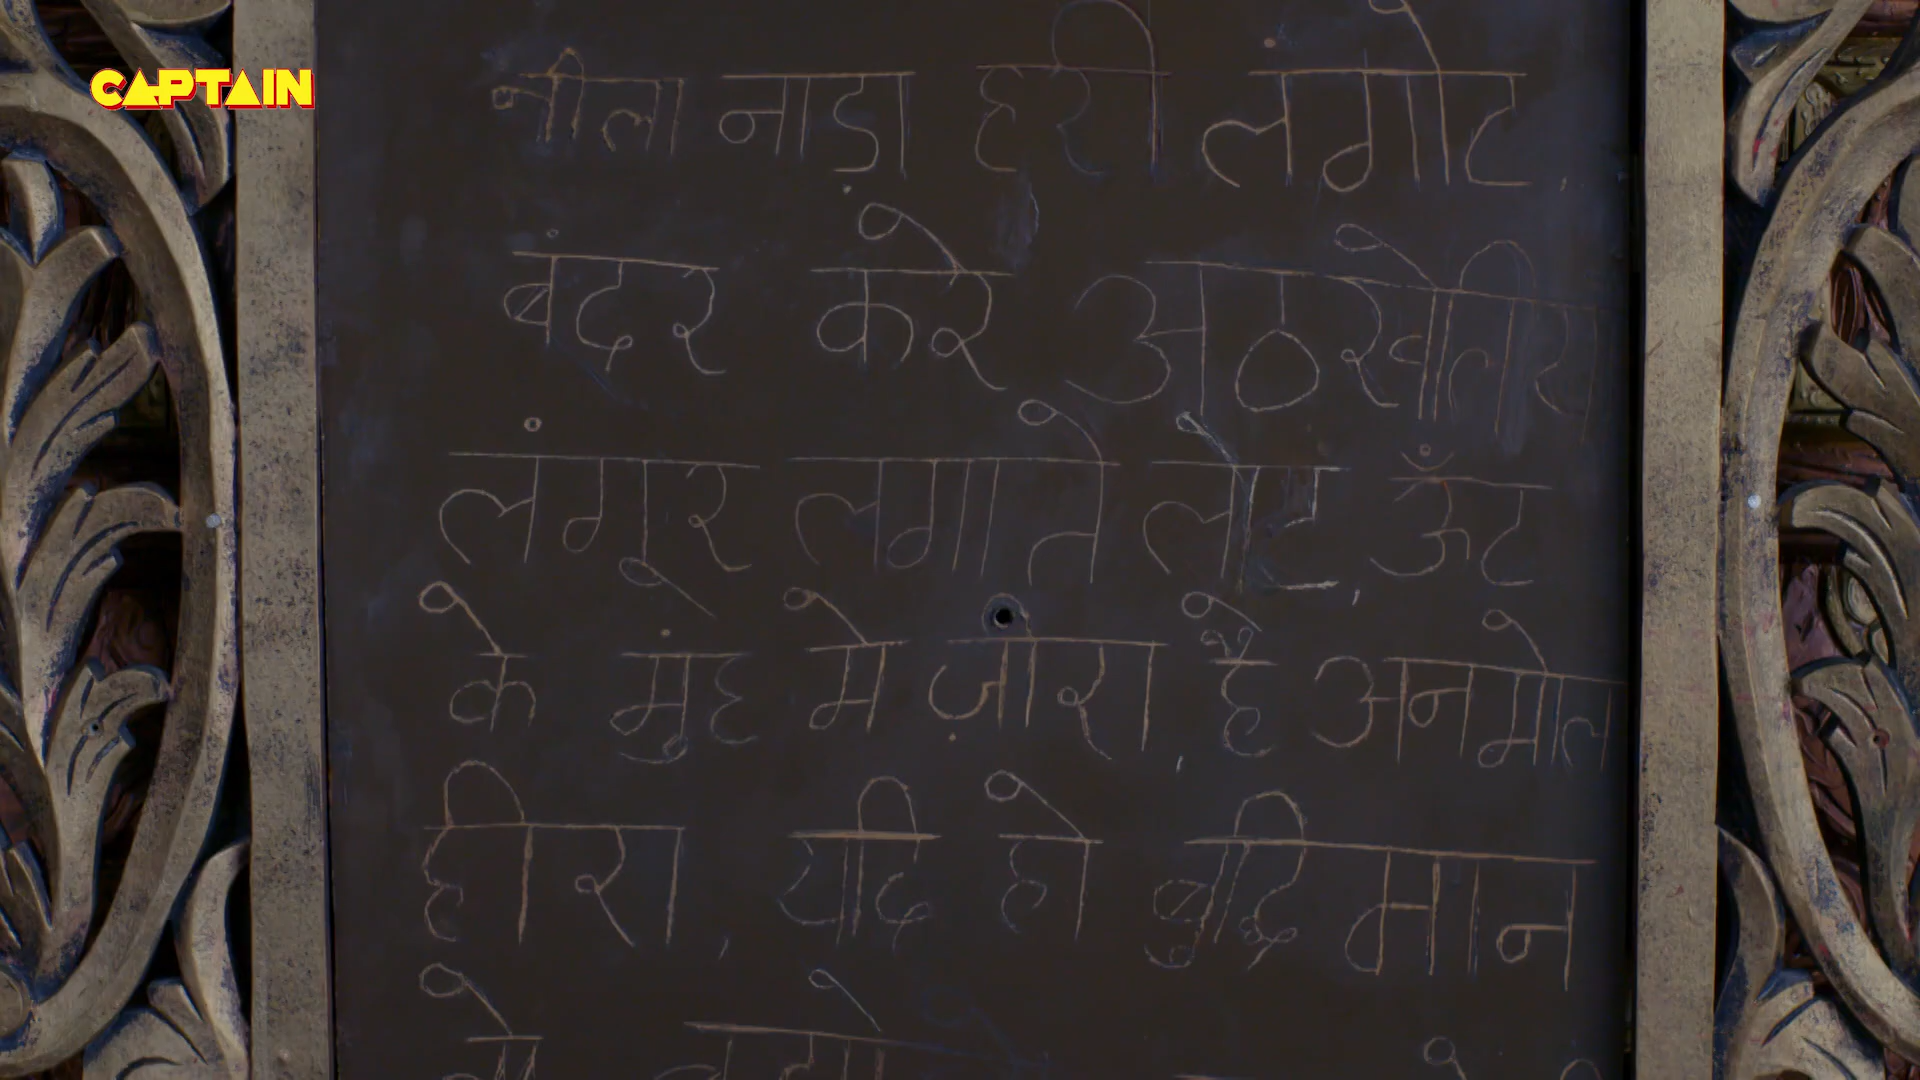 CAPTAIN
नीला नाड़ा हरी लंगोट,
बंदर करे अठखेलिया
लंगूर लगाते लोट, ऊँट
के मुंह में ज़ीरा, है अनमोल
हीरा, यदि हो बुद्धिमान